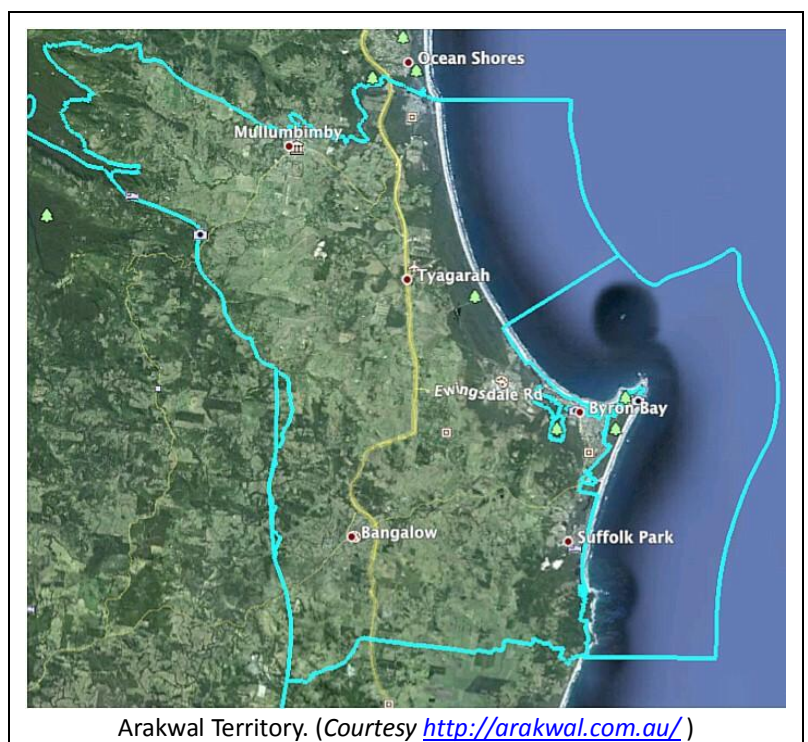 Ocean Shores
Mullumbimby
Tyagarah
Ewingsdale Rd
Byron Bay
Bangalow
Suffolk Park
Arakwal Territory. (Courtesy http://arakwal.com.au/ )